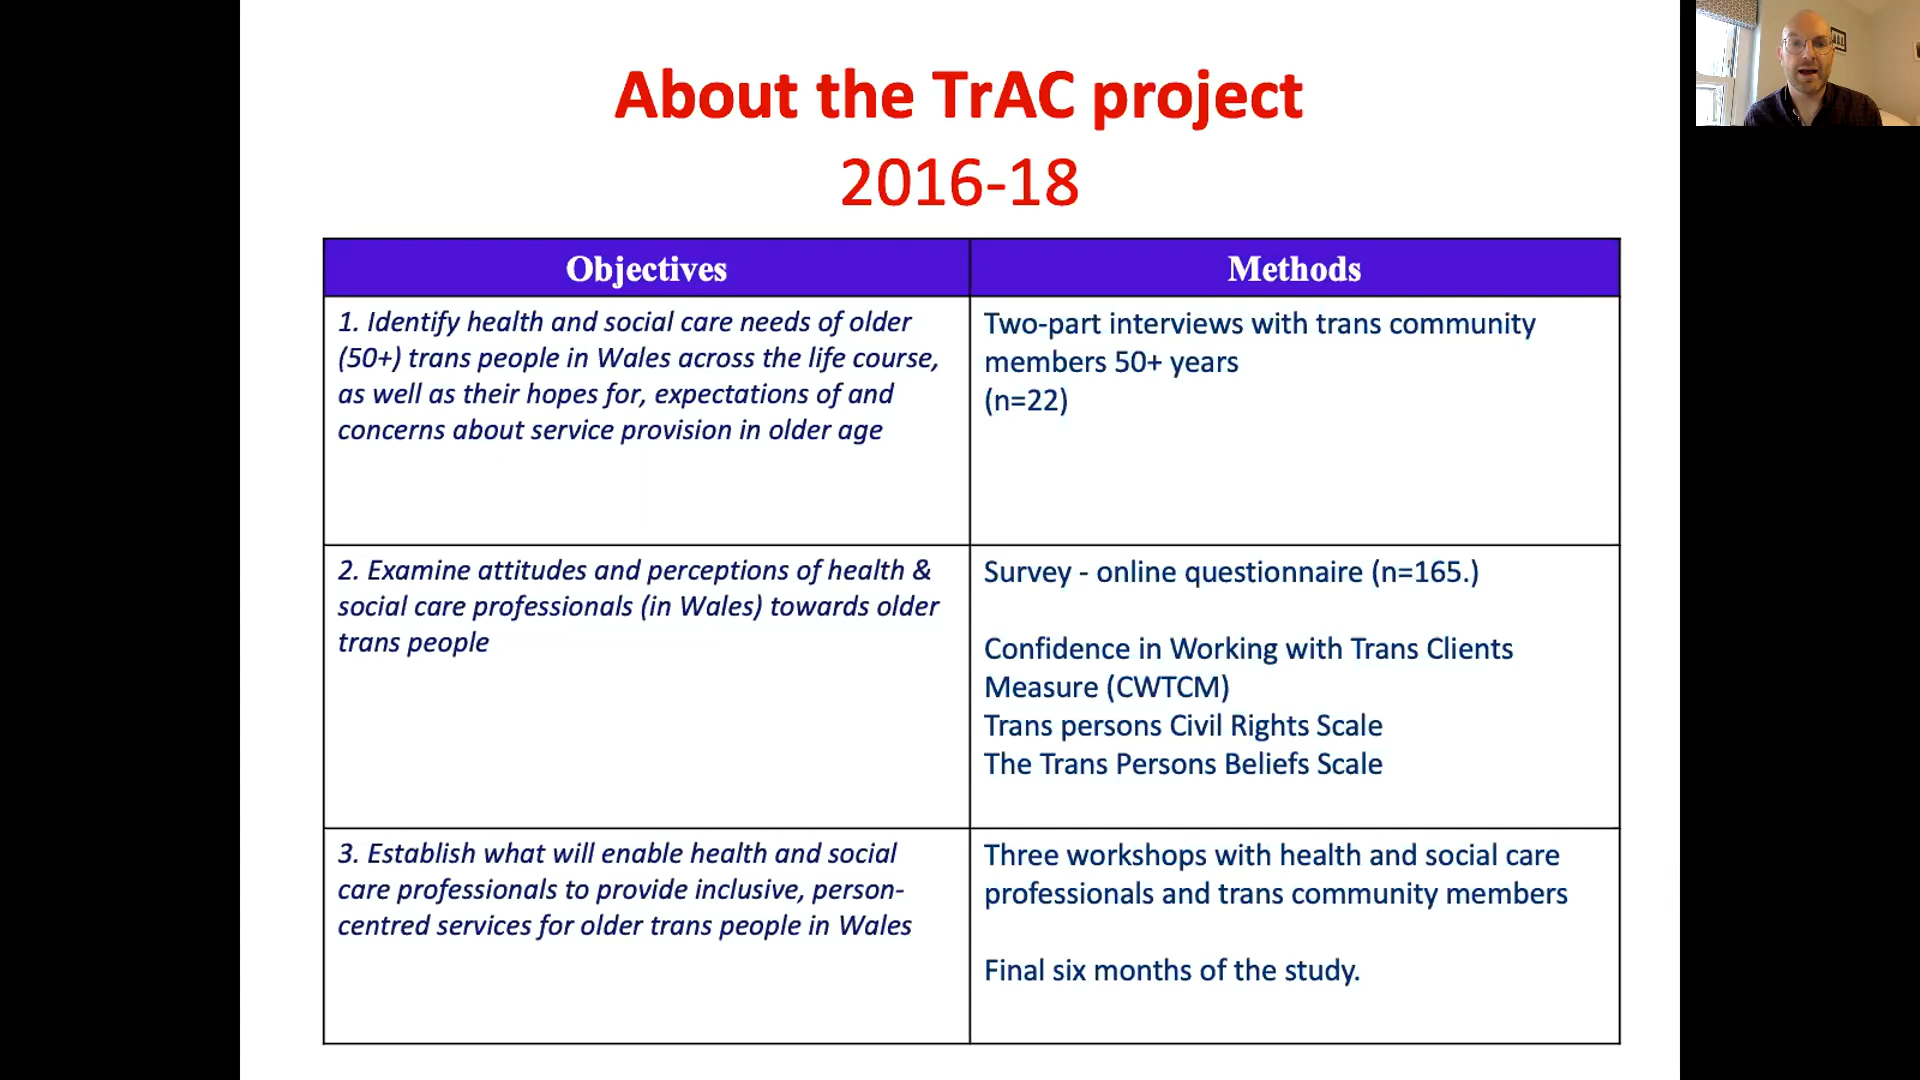 About the TrAC project
2016-18
Objectives
Methods
1. Identify health and social care needs of older
(50+) trans people in Wales across the life course,
as well as their hopes for, expectations of and
concerns about service provision in older age
Two-part interviews with trans community
members 50+ years
(n=22)
2. Examine attitudes and perceptions of health &
social care professionals (in Wales) towards older
trans people
Survey - online questionnaire (n=165.)
Confidence in Working with Trans Clients
Measure (CWTCM)
Trans persons Civil Rights Scale
The Trans Persons Beliefs Scale
3. Establish what will enable health and social
care professionals to provide inclusive, person-
centred services for older trans people in Wales
Three workshops with health and social care
professionals and trans community members
Final six months of the study.